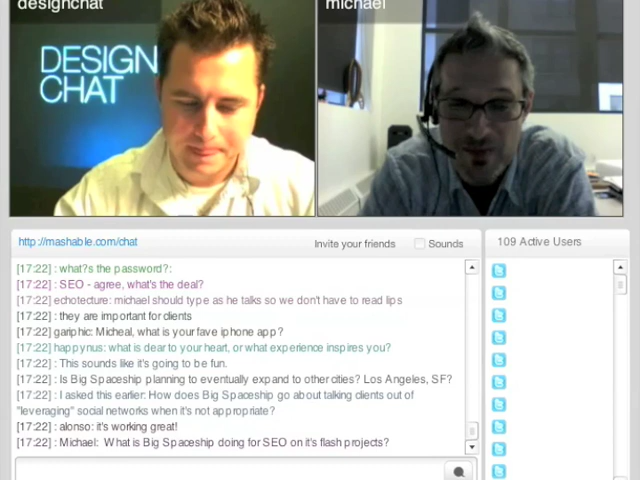 designchat
michael
DESIGN
CHAT
http://mashable.com/chat
Invite your friends
Sounds
109 Active Users
[17:22] : what?s the password?:
[17:22] : SEO - agree, what's the deal?
[17:22] echotecture: michael should type as he talks so we don't have to read lips
[17:22] : they are important for clients
[17:22] gariphic: Micheal, what is your fave iphone app?
[17:22] happynus: what is dear to your heart, or what experience inspires you?
[17:22] : This sounds like it's going to be fun.
[17:22] : Is Big Spaceship planning to eventually expand to other cities? Los Angeles, SF?
[17:22] : I asked this earlier: How does Big Spaceship go about talking clients out of
"leveraging" social networks when it's not appropriate?
[17:22] alonso: it's working great!
[17:22] : Michael: What is Big Spaceship doing for SEO on it's flash projects?